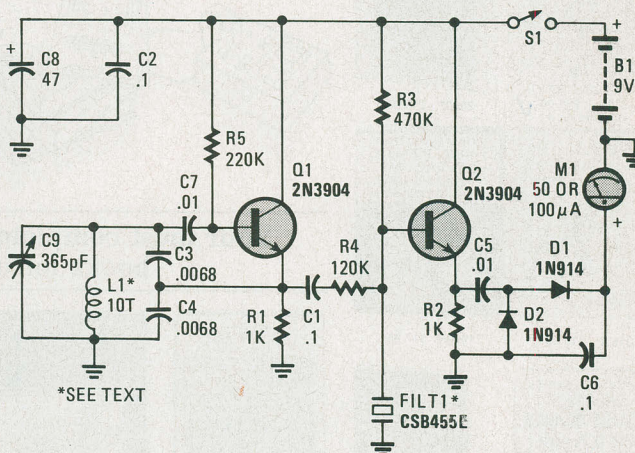 +
C8
47
C2
.1
S1
+
B1
9V
R5
220K
R3
470K
Q1
2N3904
Q2
2N3904
M1
50 OR
100µA
+
C7
.01
C9
365pF
L1*
10T
C3
.0068
C4
.0068
R4
120K
R1
1K
C1
.1
C5
.01
D1
1N914
R2
1K
D2
1N914
C6
.1
*SEE TEXT
FILT1*
CSB455E